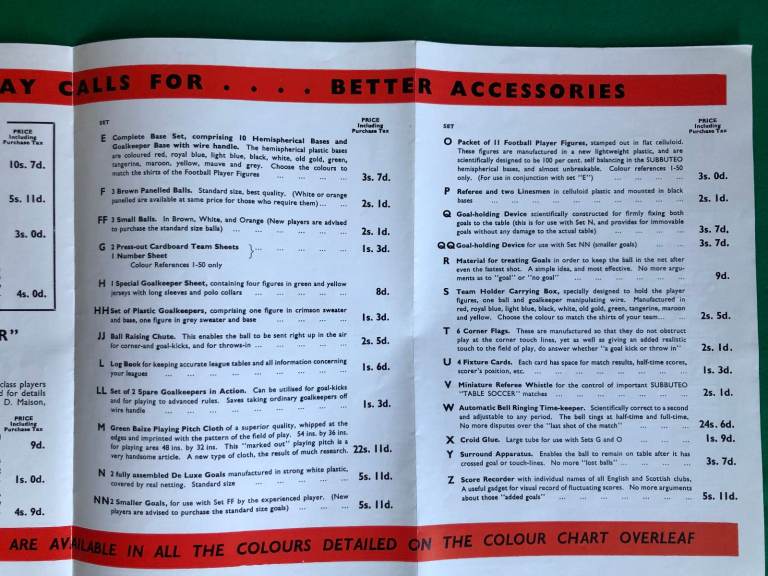 AY CALLS FOR . . . . BETTER ACCESSORIES
PRICE
Including
Purchase Tax
10s. 7d.
5s. 11d.
3s. 0d.
4s. 0d.
R"
class players
d for details
D. Maison,
PRICE
Including
Purchase Tax
9d.
1s. 0d.
4s. 9d.
SET
PRICE
Including
Purchase Tax
E Complete Base Set, comprising 10 Hemispherical Bases and
Goalkeeper Base with wire handle. The hemispherical plastic bases
are coloured red, royal blue, light blue, black, white, old gold, green,
tangerine, maroon, yellow, mauve and grey. Choose the colours to
match the shirts of the Football Player Figures ... ... ... ... 3s. 7d.
F 3 Brown Panelled Balls. Standard size, best quality. (White or orange
panelled are available at same price for those who require them)... ... 2s. 1d.
FF 3 Small Balls. In Brown, White, and Orange (New players are advised
to purchase the standard size balls) ... ... ... ... ... 2s. 1d.
G 2 Press-out Cardboard Team Sheets
1 Number Sheet } ... ... ... ... 1s. 3d.
Colour References 1-50 only
H 1 Special Goalkeeper Sheet, containing four figures in green and yellow
jerseys with long sleeves and polo collars ... ... ... ... 8d.
HH Set of Plastic Goalkeepers, comprising one figure in crimson sweater
and base, one figure in grey sweater and base ... ... ... ... 1s. 3d.
JJ Ball Raising Chute. This enables the ball to be sent right up in the air
for corner-and goal-kicks, and for throws-in ... ... ... ... 2s. 5d.
L Log Book for keeping accurate league tables and all information concerning
your leagues ... ... ... ... ... ... ... 1s. 6d.
LL Set of 2 Spare Goalkeepers in Action. Can be utilised for goal-kicks
and for playing to advanced rules. Saves taking ordinary goalkeepers off
wire handle ... ... ... ... ... ... ... 1s. 3d.
M Green Baize Playing Pitch Cloth of a superior quality, whipped at the
edges and imprinted with the pattern of the field of play. 54 ins. by 36 ins.
for playing area 48 ins. by 32 ins. This "marked out" playing pitch is a
very handsome article. A new type of cloth, the result of much research. 22s. 11d.
N 2 fully assembled De Luxe Goals manufactured in strong white plastic,
covered by real netting. Standard size ... ... ... ... 5s. 11d.
NN 2 Smaller Goals, for use with Set FF by the experienced player. (New
players are advised to purchase the standard size goals) ... ... ... 5s. 11d.
SET
PRICE
Including
Purchase Tax
O Packet of 11 Football Player Figures, stamped out in flat celluloid.
These figures are manufactured in a new lightweight plastic, and are
scientifically designed to be 100 per cent. self balancing in the SUBBUTEO
hemispherical bases, and almost unbreakable. Colour references 1-50
only. (For use in conjunction with set "E") ... ... ... ... 3s. 0d.
P Referee and two Linesmen in celluloid plastic and mounted in black
bases ... ... ... ... ... ... ... 2s. 1d.
Q Goal-holding Device scientifically constructed for firmly fixing both
goals to the table (this is for use with Set N, and provides for immovable
goals without any damage to the actual table) ... ... ... ... 3s. 7d.
QQ Goal-holding Device for use with Set NN (smaller goals) ... ... 3s. 7d.
R Material for treating Goals in order to keep the ball in the net after
even the fastest shot. A simple idea, and most effective. No more argu-
ments as to "goal" or "no goal" ... ... ... ... ... 9d.
S Team Holder Carrying Box, specially designed to hold the player
figures, one ball and goalkeeper manipulating wire. Manufactured in
red, royal blue, light blue, black, white, old gold, green, tangerine, maroon
and yellow. Choose the colour to match the shirts of your team... ... 2s. 5d.
T 6 Corner Flags. These are manufactured so that they do not obstruct
play at the corner touch lines, yet as well as giving an added realistic
touch to the field of play, do answer whether "a goal kick or throw in" 2s. 1d.
U 4 Fixture Cards. Each card has space for match results, half-time scores,
scorer's position, etc. ... ... ... ... ... ... 1s. 3d.
V Miniature Referee Whistle for the control of important SUBBUTEO
"TABLE SOCCER" matches ... ... ... ... ... 2s. 1d.
W Automatic Bell Ringing Time-keeper. Scientifically correct to a second
and adjustable to any period. The bell tings at half-time and full-time.
No more disputes over the "last shot of the match" ... ... ... 24s. 6d.
X Croid Glue. Large tube for use with Sets G and O ... ... ... 1s. 9d.
Y Surround Apparatus. Enables the ball to remain on table after it has
crossed goal or touch-lines. No more "lost balls" ... ... ... 3s. 7d.
Z Score Recorder with individual names of all English and Scottish clubs.
A useful gadget for visual record of fluctuating scores. No more arguments
about those "added goals" ... ... ... ... ... ... 5s. 11d.
ARE AVAILABLE IN ALL THE COLOURS DETAILED ON THE COLOUR CHART OVERLEAF